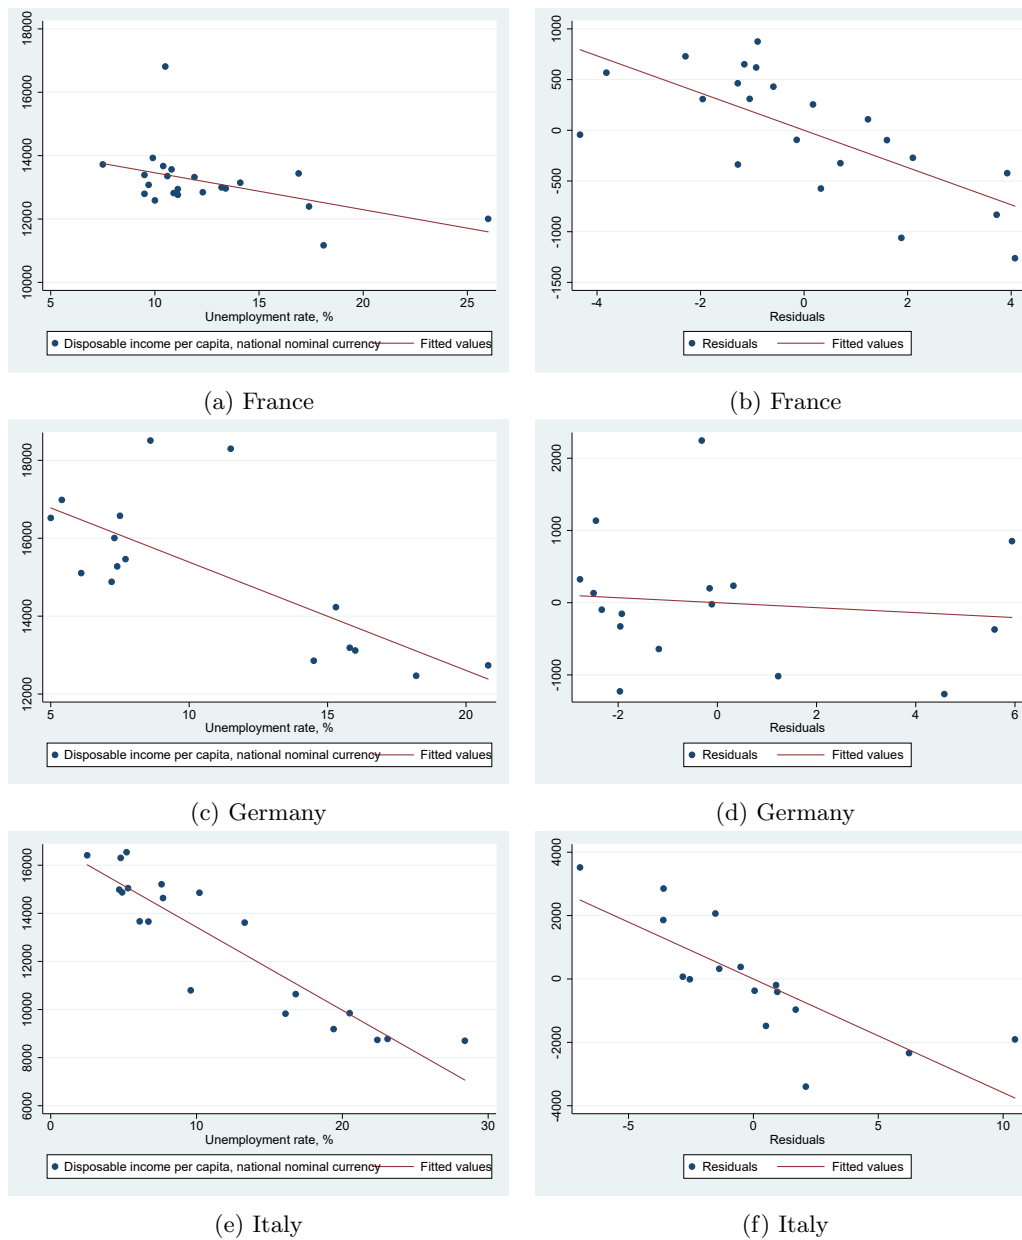 18000
16000
14000
12000
10000
5 10 15 20 25
Unemployment rate, %
Disposable income per capita, national nominal currency Fitted values
(a) France
1000
500
0
-500
-1000
-1500
-4 -2 0 2 4
Residuals
Residuals Fitted values
(b) France
18000
16000
14000
12000
5 10 15 20
Unemployment rate, %
Disposable income per capita, national nominal currency Fitted values
(c) Germany
2000
1000
0
-1000
-2 0 2 4 6
Residuals
Residuals Fitted values
(d) Germany
16000
14000
12000
10000
8000
6000
0 10 20 30
Unemployment rate, %
Disposable income per capita, national nominal currency Fitted values
(e) Italy
4000
2000
0
-2000
-4000
-5 0 5 10
Residuals
Residuals Fitted values
(f) Italy